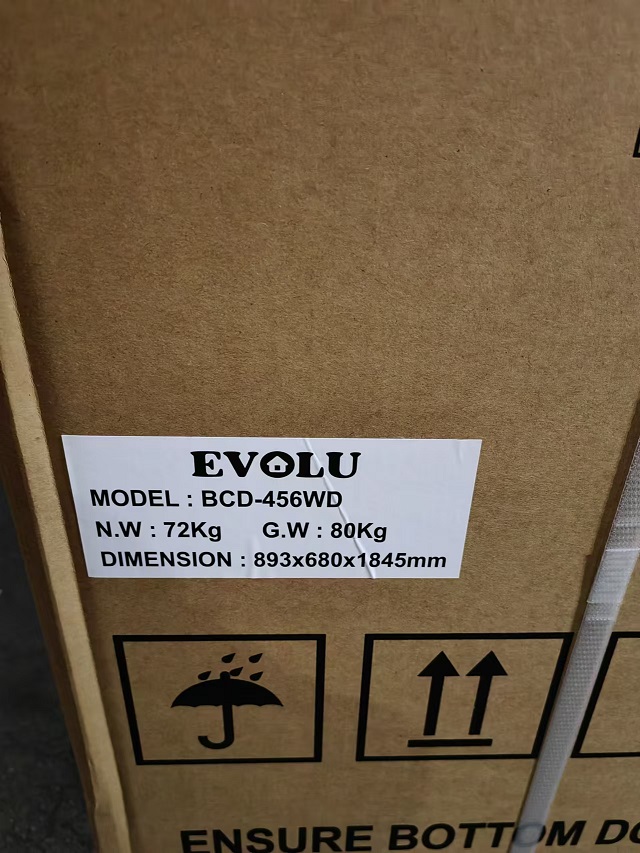 EVOLU
MODEL : BCD-456WD
N.W : 72Kg G.W : 80Kg
DIMENSION : 893x680x1845mm
ENSURE BOTTOM